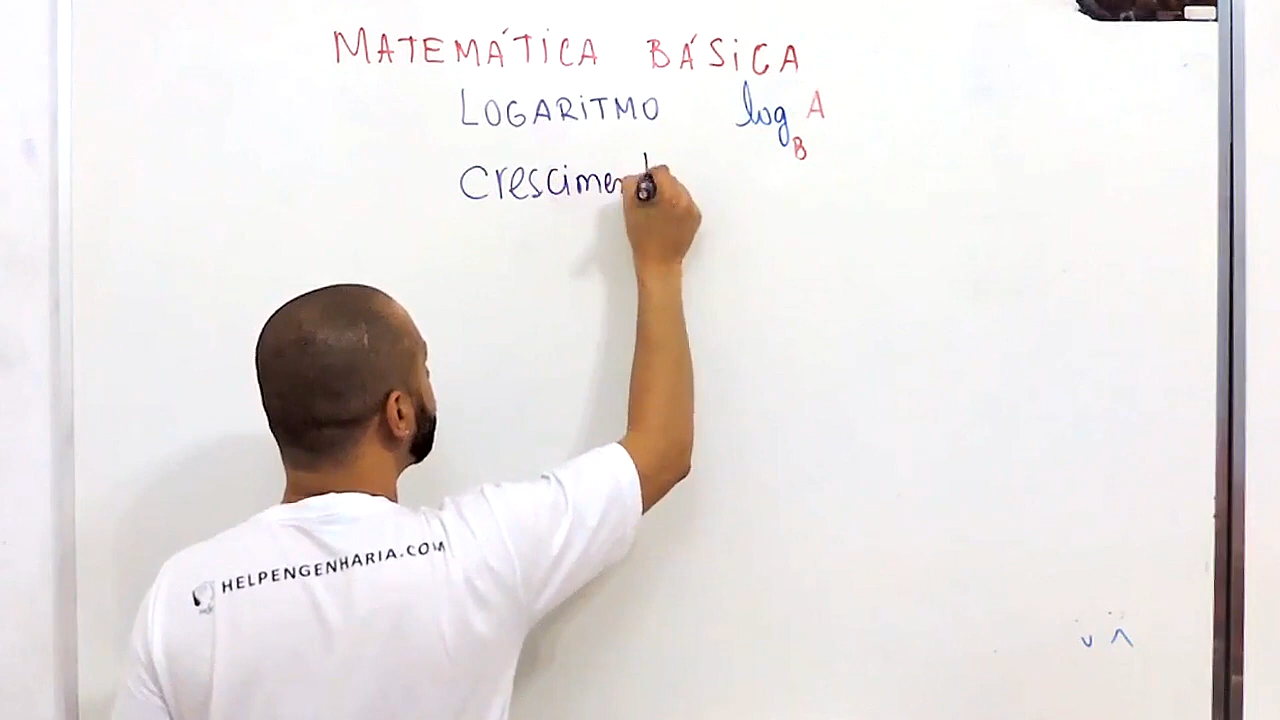 MATEMÁTICA BÁSICA
LOGARITMO log_B A
Crescimen
HELPENGENHARIA.COM